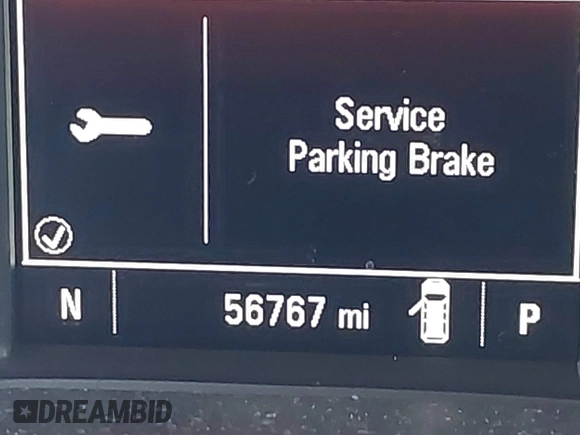 Service
Parking Brake
N 56767 mi P
DREAMBID